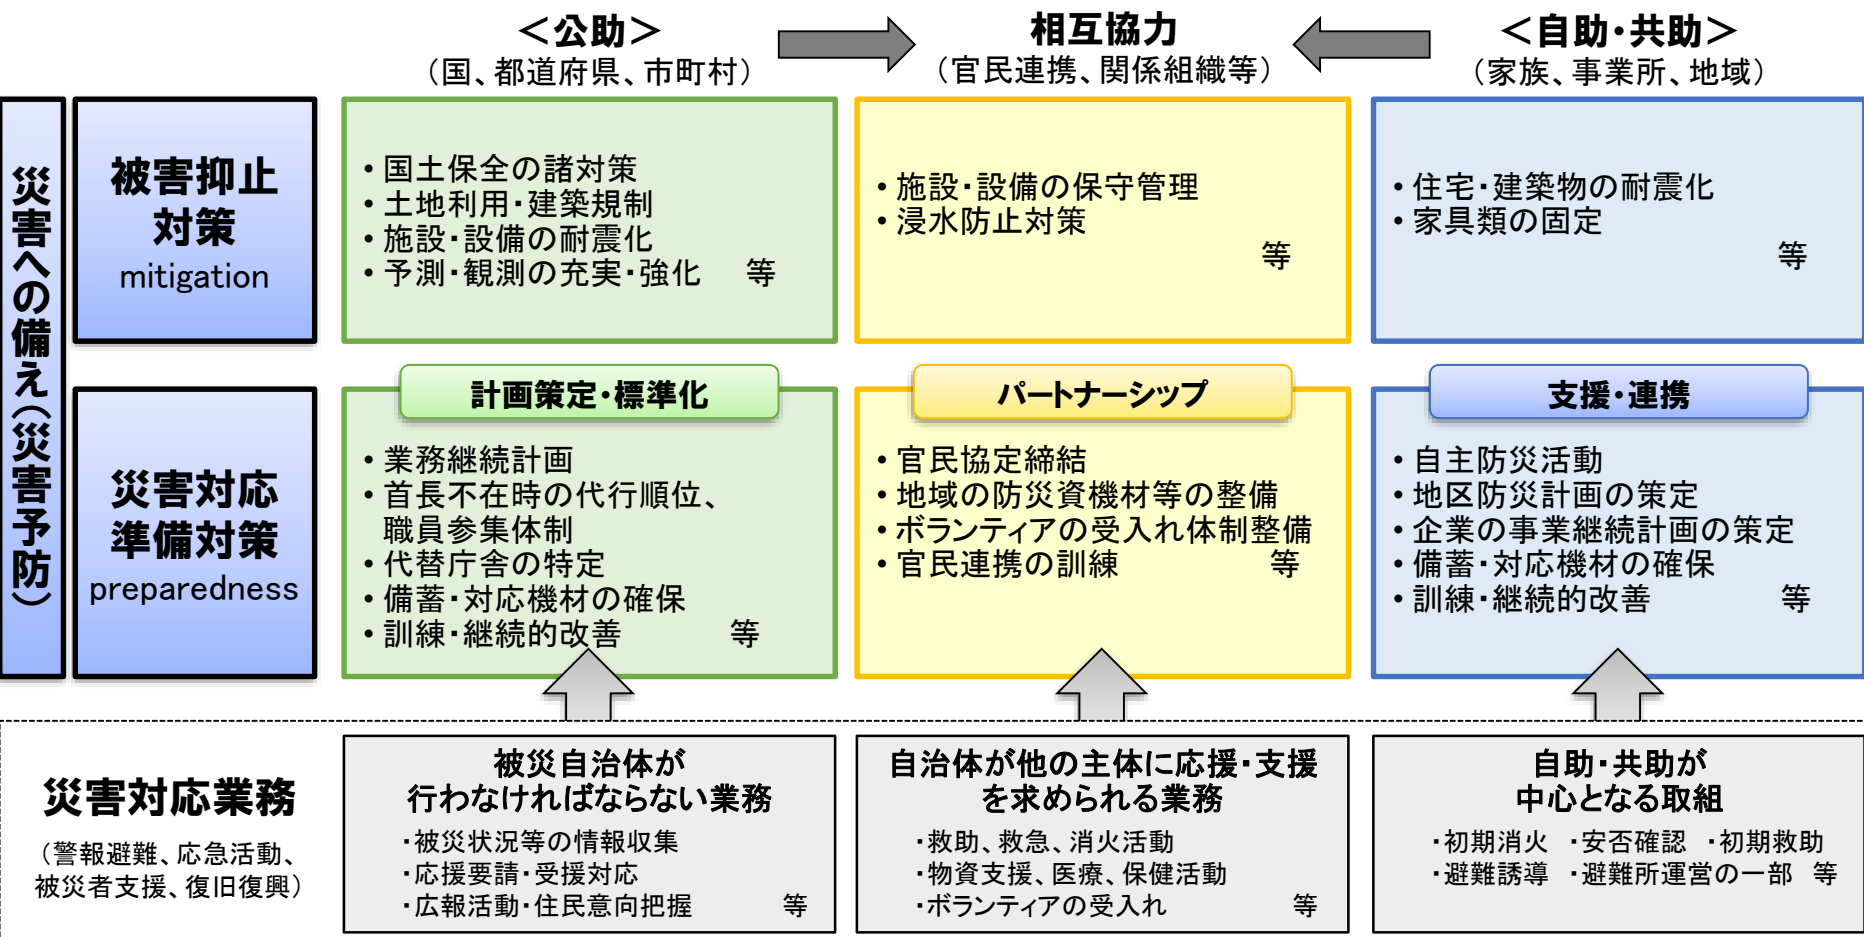 ＜公助＞
（国、都道府県、市町村）
相互協力
（官民連携、関係組織等）
＜自助・共助＞
（家族、事業所、地域）
災害への備え（災害予防）
被害抑止
対策
mitigation
・国土保全の諸対策
・土地利用・建築規制
・施設・設備の耐震化
・予測・観測の充実・強化　等
・施設・設備の保守管理
・浸水防止対策
等
・住宅・建築物の耐震化
・家具類の固定
等
災害対応
準備対策
preparedness
計画策定・標準化
・業務継続計画
・首長不在時の代行順位、
職員参集体制
・代替庁舎の特定
・備蓄・対応機材の確保
・訓練・継続的改善　等
パートナーシップ
・官民協定締結
・地域の防災資機材等の整備
・ボランティアの受入れ体制整備
・官民連携の訓練　等
支援・連携
・自主防災活動
・地区防災計画の策定
・企業の事業継続計画の策定
・備蓄・対応機材の確保
・訓練・継続的改善　等
災害対応業務
（警報避難、応急活動、
被災者支援、復旧復興）
被災自治体が
行わなければならない業務
・被災状況等の情報収集
・応援要請・受援対応
・広報活動・住民意向把握　等
自治体が他の主体に応援・支援
を求められる業務
・救助、救急、消火活動
・物資支援、医療、保健活動
・ボランティアの受入れ　等
自助・共助が
中心となる取組
・初期消火　・安否確認　・初期救助
・避難誘導　・避難所運営の一部　等